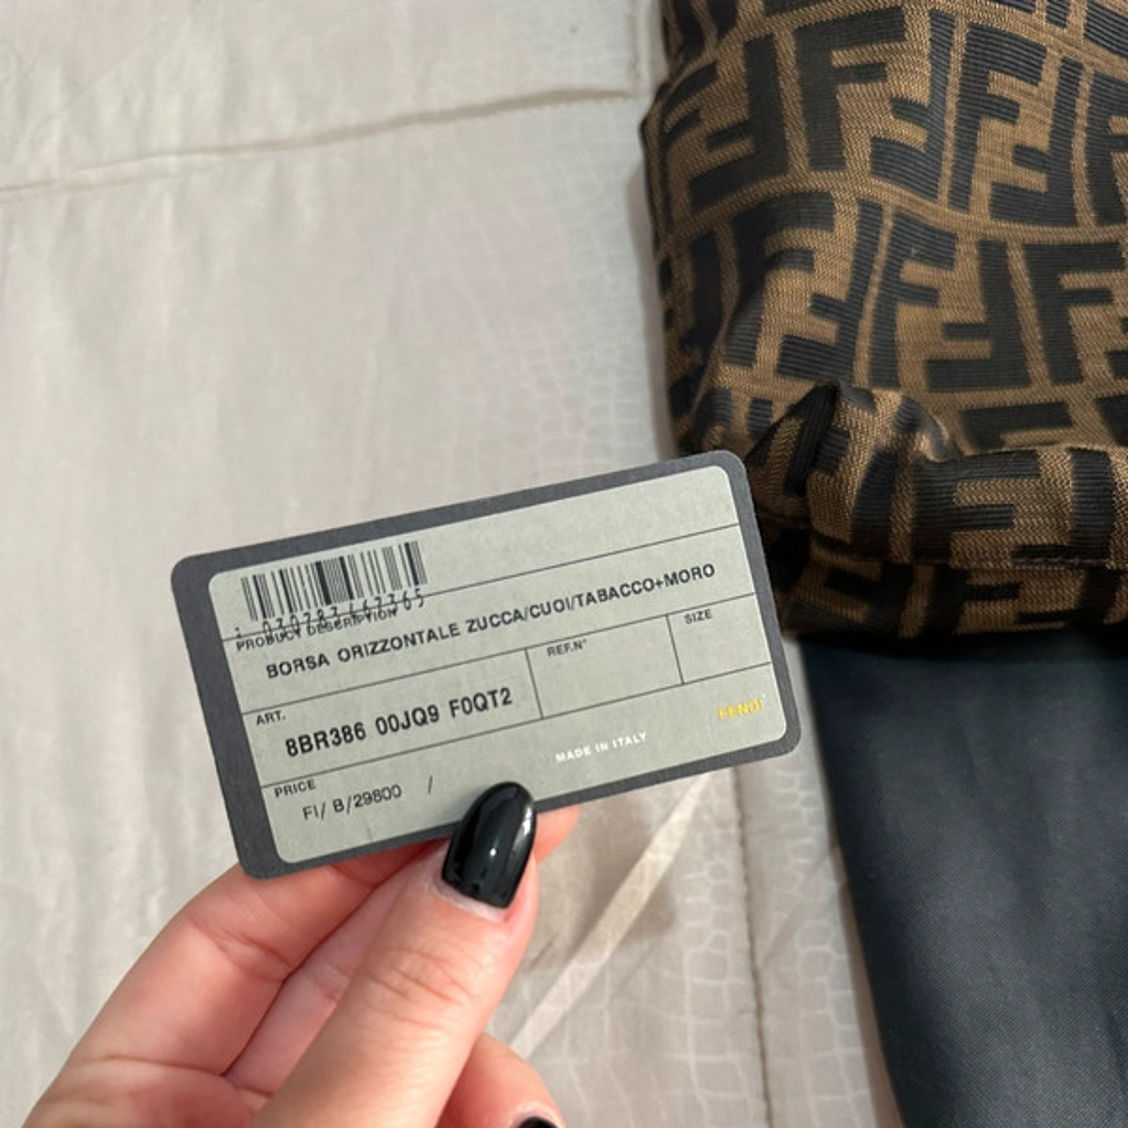 PRODUCT DESCRIPTION
BORSA ORIZZONTALE ZUCCA/CUOI/TABACCO+MORO
ART.
8BR386 00JQ9 F0QT2
REF.N°
SIZE
PRICE
FI/ B/29800 /
MADE IN ITALY
FENDI